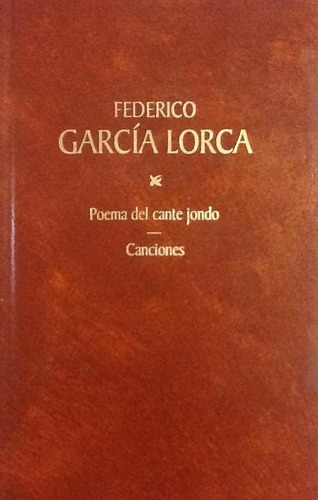 FEDERICO
GARCÍA LORCA
Poema del cante jondo
Canciones